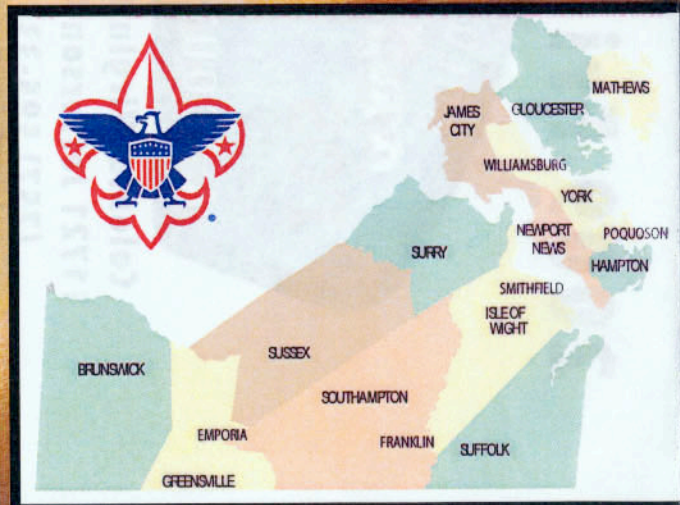 MATHEWS
JAMES
CITY
GLOUCESTER
WILLIAMSBURG
YORK
NEWPORT
NEWS
POQUOSON
HAMPTON
SURRY
SMITHFIELD
ISLE OF
WIGHT
SUSSEX
BRUNSWICK
SOUTHAMPTON
EMPORIA
FRANKLIN
SUFFOLK
GREENSVILLE